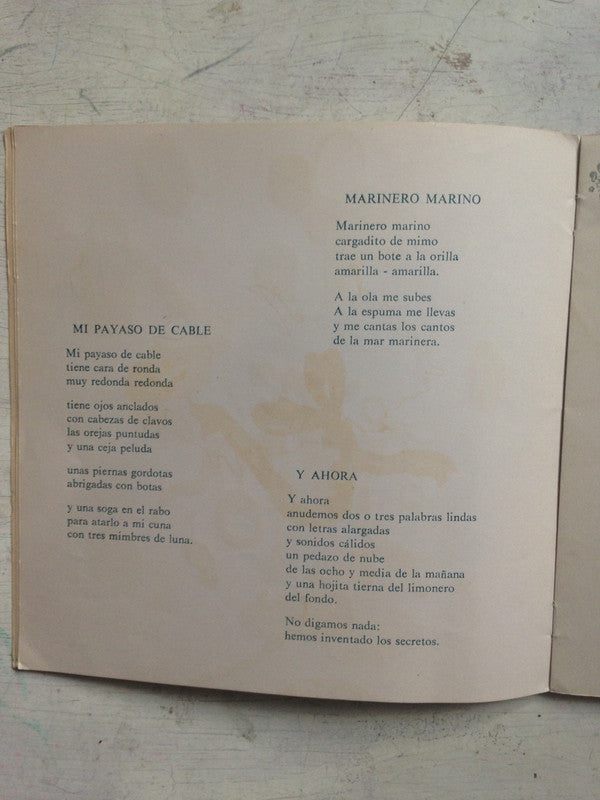 MARINERO MARINO
Marinero marino
cargadito de mimo
trae un bote a la orilla
amarilla - amarilla.
A la ola me subes
A la espuma me llevas
y me cantas los cantos
de la mar marinera.
MI PAYASO DE CABLE
Mi payaso de cable
tiene cara de ronda
muy redonda redonda
tiene ojos anclados
con cabezas de clavos
las orejas puntudas
y una ceja peluda
unas piernas gordotas
abrigadas con botas
y una soga en el rabo
para atarlo a mi cuna
con tres mimbres de luna.
Y AHORA
Y ahora
anudemos dos o tres palabras lindas
con letras alargadas
y sonidos cálidos
un pedazo de nube
de las ocho y media de la mañana
y una hojita tierna del limonero
del fondo.
No digamos nada:
hemos inventado los secretos.